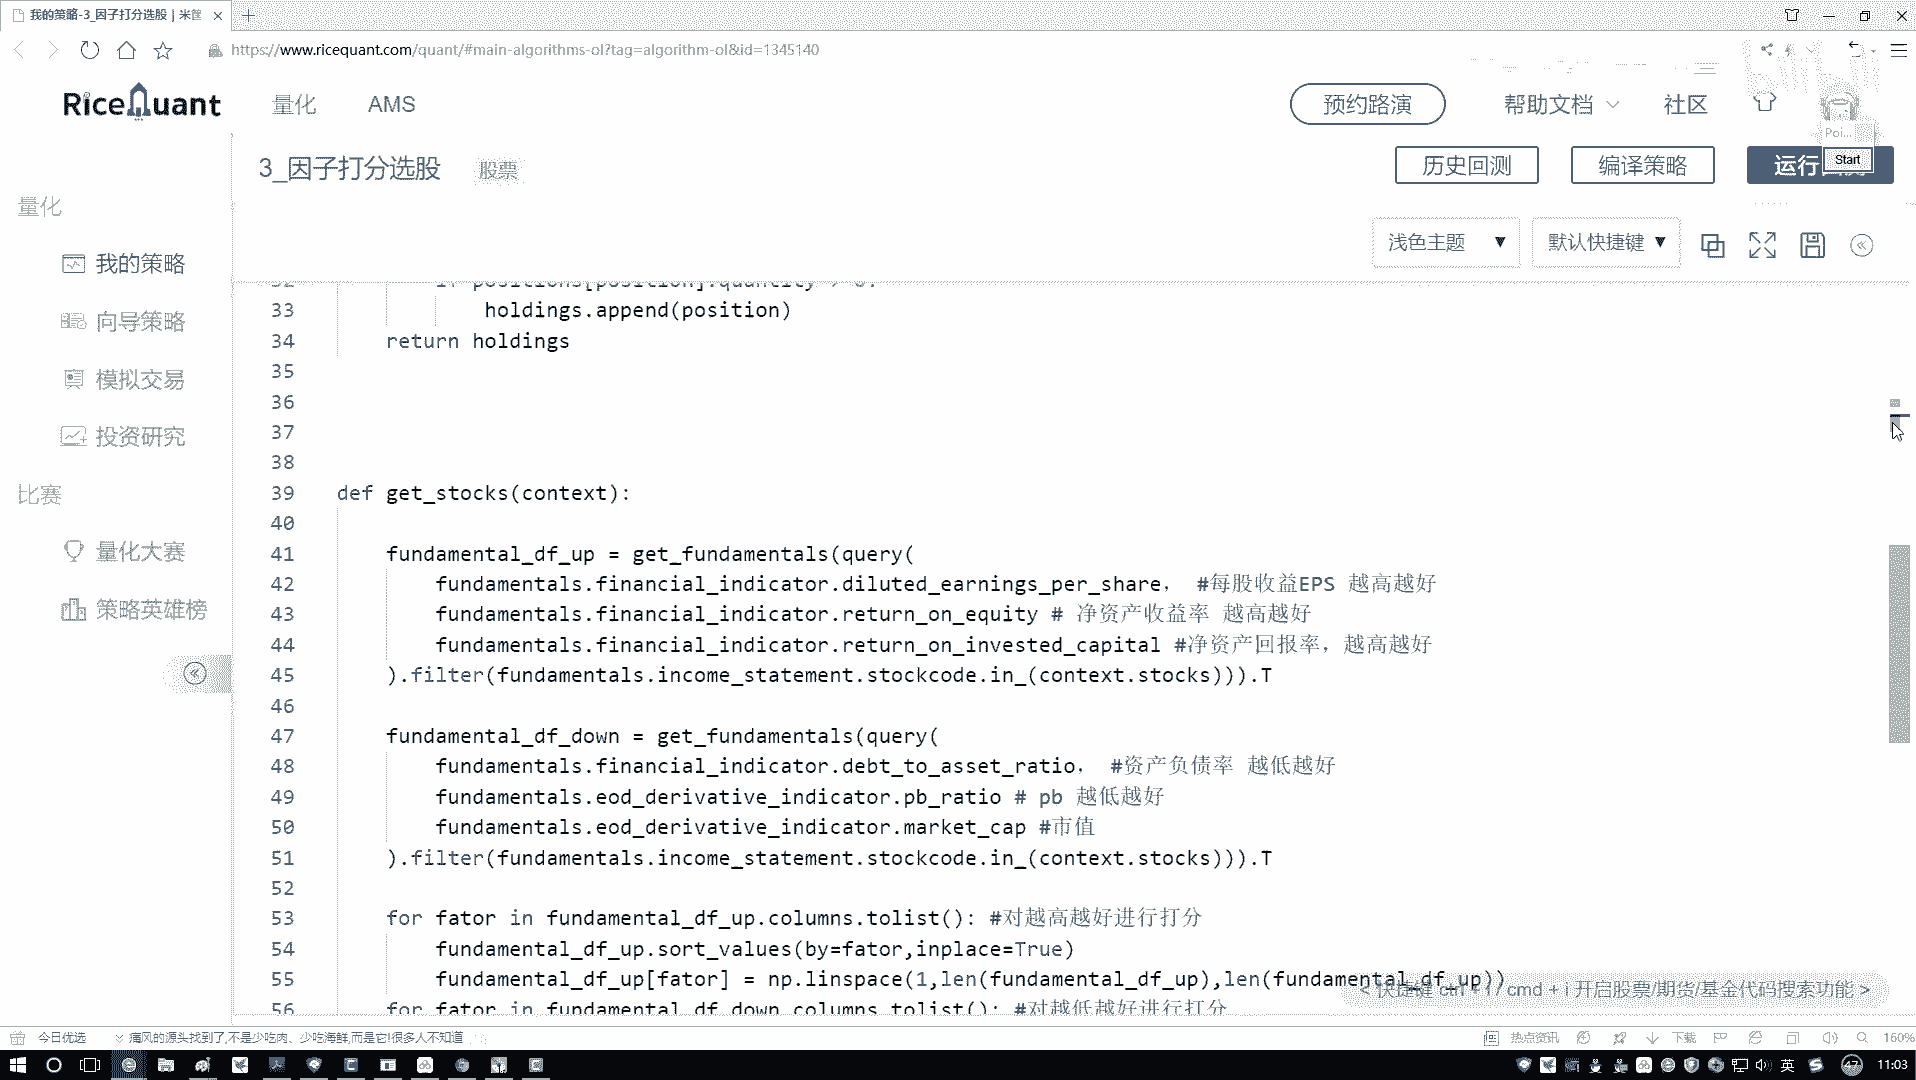 我的策略-3_因子打分选股 | 米筐
https://www.ricequant.com/quant/#main-algorithms-ol?tag=algorithm-ol&id=1345140
RiceQuant 量化 AMS 预约路演 帮助文档 社区
Poi...
3_因子打分选股 股票 历史回测 编译策略 运行 Start
量化
浅色主题 ▼ 默认快捷键 ▼
我的策略
向导策略
模拟交易
投资研究
比赛
量化大赛
策略英雄榜
32 if positions[position].quantity > 0:
33 holdings.append(position)
34 return holdings
35
36
37
38
39 def get_stocks(context):
40
41 fundamental_df_up = get_fundamentals(query(
42 fundamentals.financial_indicator.diluted_earnings_per_share， #每股收益EPS 越高越好
43 fundamentals.financial_indicator.return_on_equity # 净资产收益率 越高越好
44 fundamentals.financial_indicator.return_on_invested_capital #净资产回报率，越高越好
45 ).filter(fundamentals.income_statement.stockcode.in_(context.stocks))).T
46
47 fundamental_df_down = get_fundamentals(query(
48 fundamentals.financial_indicator.debt_to_asset_ratio， #资产负债率 越低越好
49 fundamentals.eod_derivative_indicator.pb_ratio # pb 越低越好
50 fundamentals.eod_derivative_indicator.market_cap #市值
51 ).filter(fundamentals.income_statement.stockcode.in_(context.stocks))).T
52
53 for fator in fundamental_df_up.columns.tolist(): #对越高越好进行打分
54 fundamental_df_up.sort_values(by=fator,inplace=True)
55 fundamental_df_up[fator] = np.linspace(1,len(fundamental_df_up),len(fundamental_df_up))
56 for fator in fundamental_df_down.columns.tolist(): #对越低越好进行打分
< 快捷键 ctrl + i / cmd + i 开启股票/期货/基金代码搜索功能 >
今日优选 痛风的源头找到了,不是少吃肉、少吃海鲜,而是它!很多人不知道 热点资讯 下载 160%
英 47 11:03